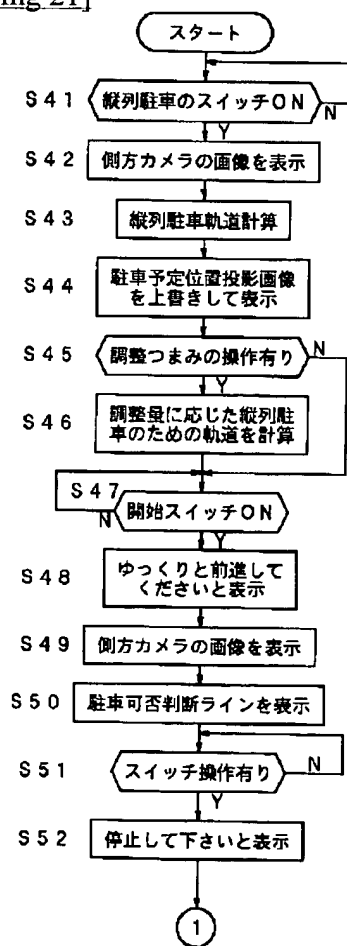 ng 21]
スタート
S41 縦列駐車のスイッチON
N
Y
S42 側方カメラの画像を表示
S43 縦列駐車軌道計算
S44 駐車予定位置投影画像
を上書きして表示
S45 調整つまみの操作有り
N
Y
S46 調整量に応じた縦列駐
車のための軌道を計算
S47 開始スイッチON
N
Y
S48 ゆっくりと前進して
くださいと表示
S49 側方カメラの画像を表示
S50 駐車可否判断ラインを表示
S51 スイッチ操作有り
N
Y
S52 停止して下さいと表示
1